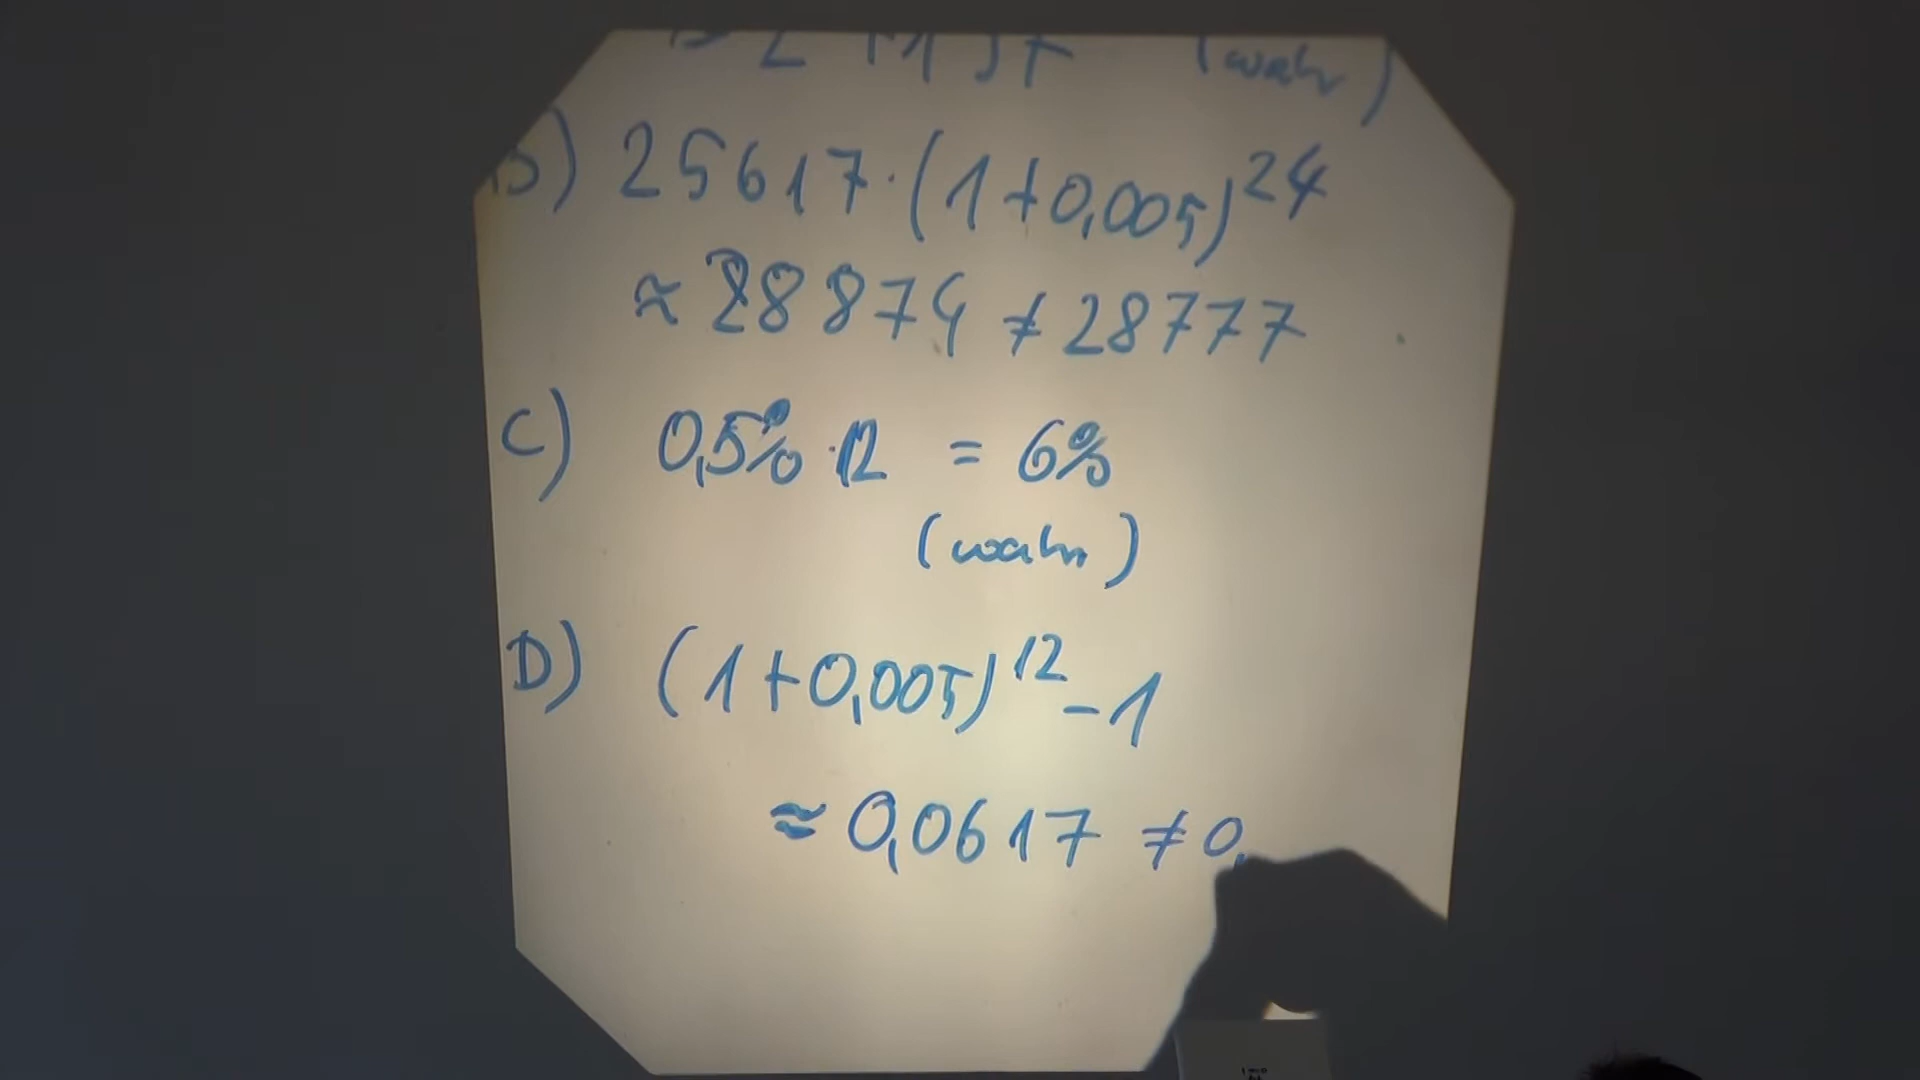 (wahr)
B) 25617·(1+0,005)^24
≈ 28874 ≠ 28777
C) 0,5% · 12 = 6%
(wahr)
D) (1+0,005)^12 - 1
≈ 0,0617 ≠ 0,